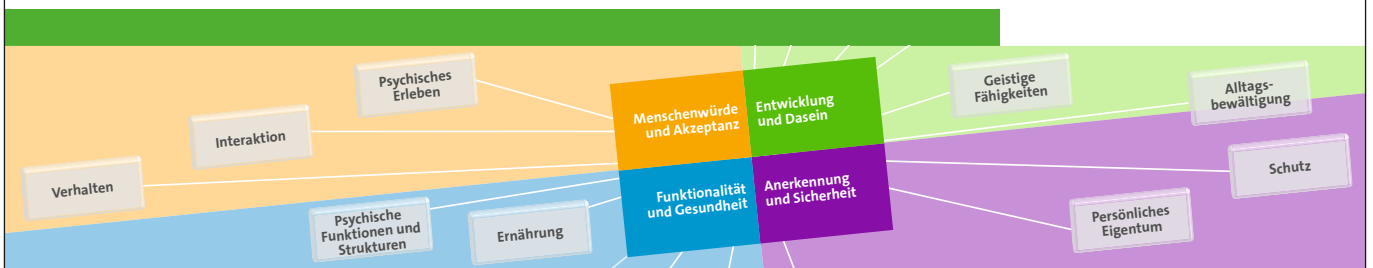 Psychisches
Erleben
Interaktion
Verhalten
Menschenwürde
und Akzeptanz
Entwicklung
und Dasein
Geistige
Fähigkeiten
Alltags-
bewältigung
Psychische
Funktionen und
Strukturen
Ernährung
Funktionalität
und Gesundheit
Anerkennung
und Sicherheit
Schutz
Persönliches
Eigentum